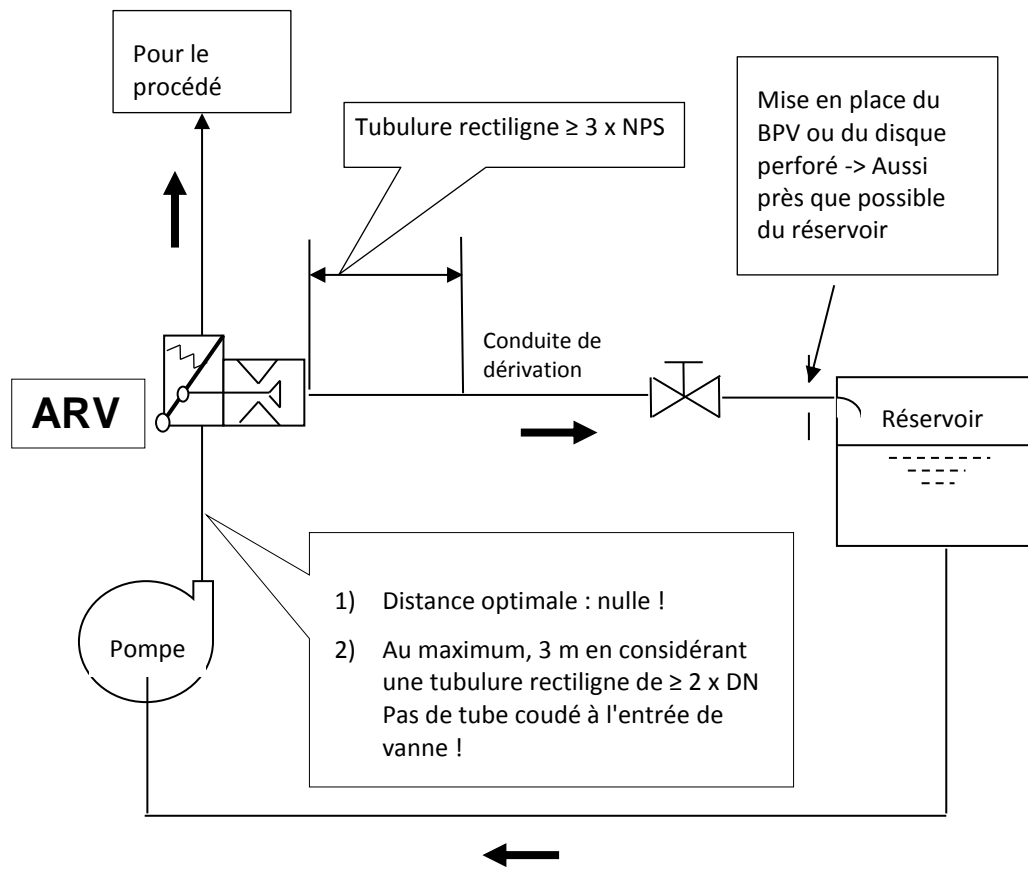 Pour le
procédé
Tubulure rectiligne ≥ 3 x NPS
Mise en place du
BPV ou du disque
perforé -> Aussi
près que possible
du réservoir
Conduite de
dérivation
ARV
Réservoir
1) Distance optimale : nulle !
2) Au maximum, 3 m en considérant
une tubulure rectiligne de ≥ 2 x DN
Pas de tube coudé à l'entrée de
vanne !
Pompe